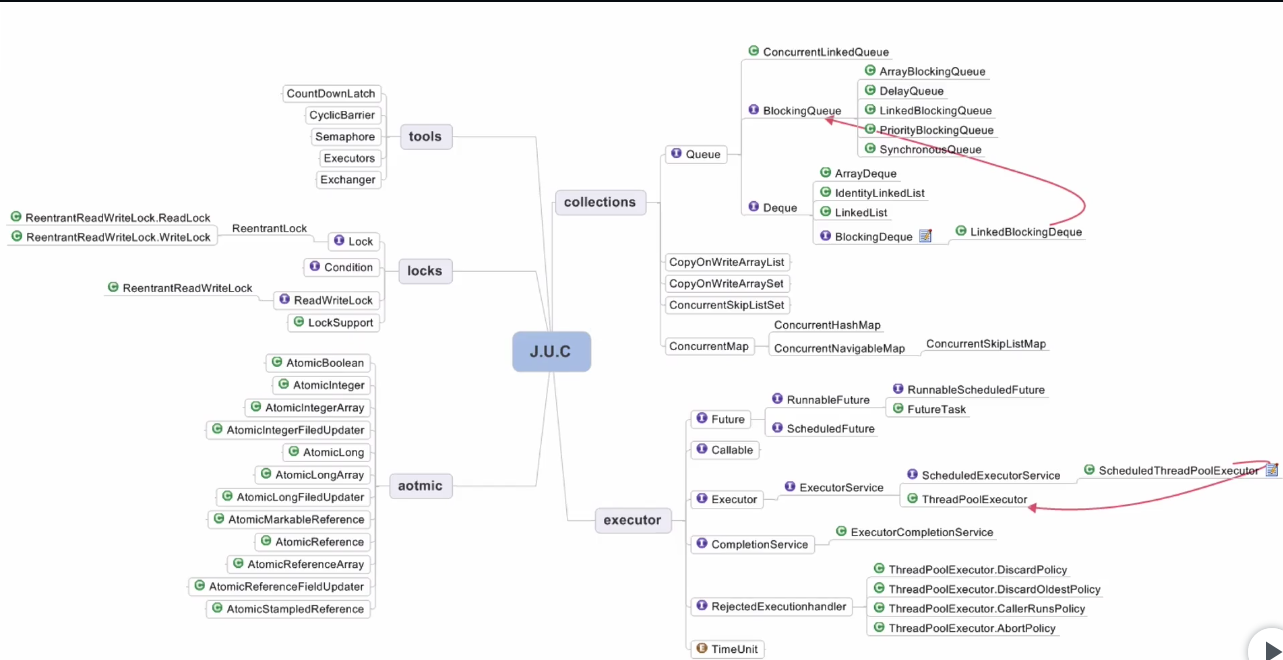 J.U.C
tools
CountDownLatch
CyclicBarrier
Semaphore
Executors
Exchanger
locks
Lock
ReentrantLock
ReentrantReadWriteLock.ReadLock
ReentrantReadWriteLock.WriteLock
Condition
ReadWriteLock
ReentrantReadWriteLock
LockSupport
aotmic
AtomicBoolean
AtomicInteger
AtomicIntegerArray
AtomicIntegerFiledUpdater
AtomicLong
AtomicLongArray
AtomicLongFiledUpdater
AtomicMarkableReference
AtomicReference
AtomicReferenceArray
AtomicReferenceFieldUpdater
AtomicStampledReference
collections
Queue
ConcurrentLinkedQueue
BlockingQueue
ArrayBlockingQueue
DelayQueue
LinkedBlockingQueue
PriorityBlockingQueue
SynchronousQueue
Deque
ArrayDeque
IdentityLinkedList
LinkedList
BlockingDeque
LinkedBlockingDeque
CopyOnWriteArrayList
CopyOnWriteArraySet
ConcurrentSkipListSet
ConcurrentMap
ConcurrentHashMap
ConcurrentNavigableMap
ConcurrentSkipListMap
executor
Future
RunnableFuture
RunnableScheduledFuture
FutureTask
ScheduledFuture
Callable
Executor
ExecutorService
ScheduledExecutorService
ScheduledThreadPoolExecutor
ThreadPoolExecutor
CompletionService
ExecutorCompletionService
RejectedExecutionhandler
ThreadPoolExecutor.DiscardPolicy
ThreadPoolExecutor.DiscardOldestPolicy
ThreadPoolExecutor.CallerRunsPolicy
ThreadPoolExecutor.AbortPolicy
TimeUnit